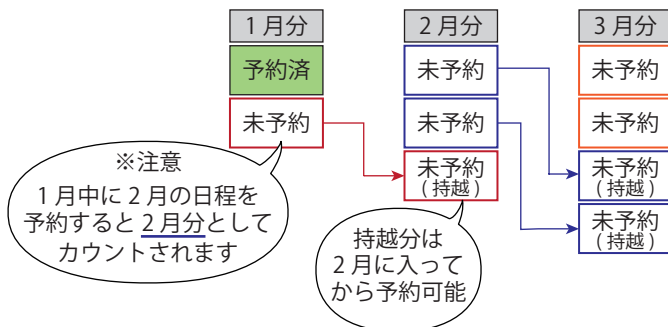 1月分
予約済
未予約
※注意
1月中に2月の日程を
予約すると2月分として
カウントされます
2月分
未予約
未予約
未予約
(持越)
持越分は
2月に入って
から予約可能
3月分
未予約
未予約
未予約
(持越)
未予約
(持越)